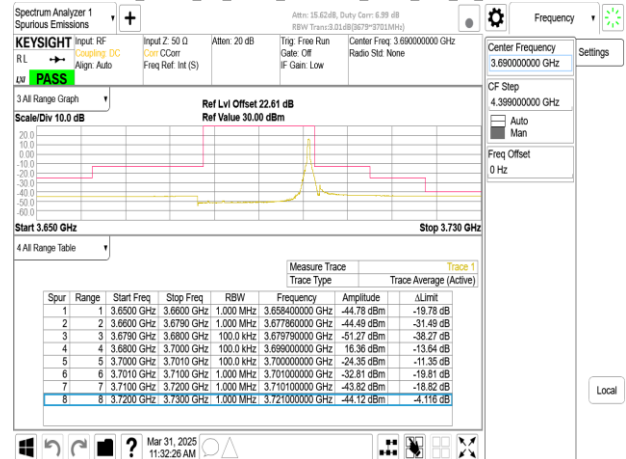 Spectrum Analyzer 1
Spurious Emissions
Attn: 15.62dB, Duty Corr: 6.99 dB
RBW Trans:3.01dB(3679~3701MHz)
Frequency
KEYSIGHT
RL
LXI
PASS
Input: RF
Coupling: DC
Align: Auto
Input Z: 50 Ω
Corr CCorr
Freq Ref: Int (S)
Atten: 20 dB
Trig: Free Run
Gate: Off
IF Gain: Low
Center Freq: 3.690000000 GHz
Radio Std: None
Center Frequency
3.690000000 GHz
Settings
CF Step
4.399000000 GHz
Auto
Man
Freq Offset
0 Hz
3 All Range Graph
Scale/Div 10.0 dB
Ref Lvl Offset 22.61 dB
Ref Value 30.00 dBm
20.0
10.0
0.00
-10.0
-20.0
-30.0
-40.0
-50.0
-60.0
Start 3.650 GHz
Stop 3.730 GHz
4 All Range Table
Measure Trace Trace 1
Trace Type Trace Average (Active)
Spur Range Start Freq Stop Freq RBW Frequency Amplitude ΔLimit
1 1 3.6500 GHz 3.6600 GHz 1.000 MHz 3.658400000 GHz -44.78 dBm -19.78 dB
2 2 3.6600 GHz 3.6790 GHz 1.000 MHz 3.677860000 GHz -44.49 dBm -31.49 dB
3 3 3.6790 GHz 3.6800 GHz 100.0 kHz 3.679790000 GHz -51.27 dBm -38.27 dB
4 4 3.6800 GHz 3.7000 GHz 100.0 kHz 3.699000000 GHz 16.36 dBm -13.64 dB
5 5 3.7000 GHz 3.7010 GHz 100.0 kHz 3.700000000 GHz -24.35 dBm -11.35 dB
6 6 3.7010 GHz 3.7100 GHz 1.000 MHz 3.701000000 GHz -32.81 dBm -19.81 dB
7 7 3.7100 GHz 3.7200 GHz 1.000 MHz 3.710100000 GHz -43.82 dBm -18.82 dB
8 8 3.7200 GHz 3.7300 GHz 1.000 MHz 3.721000000 GHz -44.12 dBm -4.116 dB
Local
?
Mar 31, 2025
11:32:26 AM